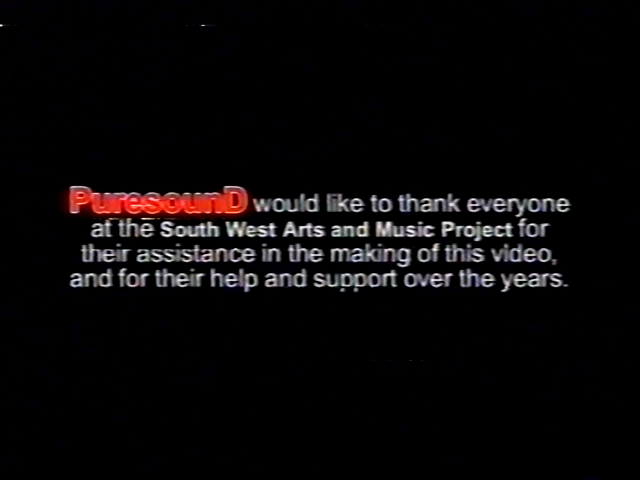 PuresounD would like to thank everyone
at the South West Arts and Music Project for
their assistance in the making of this video,
and for their help and support over the years.